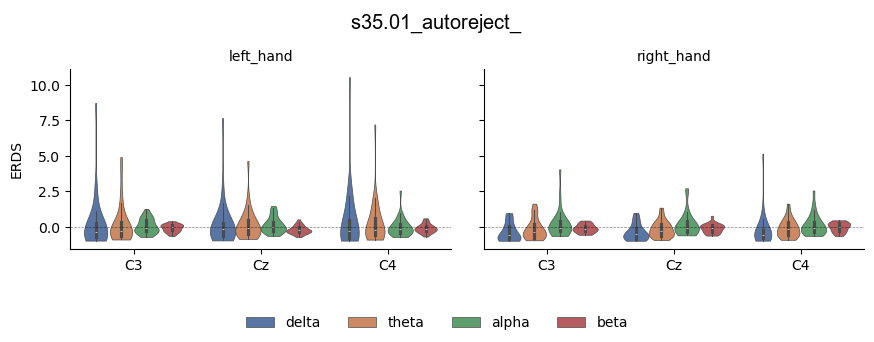 s35.01_autoreject_
left_hand
right_hand
ERDS
10.0
7.5
5.0
2.5
0.0
C3
Cz
C4
C3
Cz
C4
delta
theta
alpha
beta